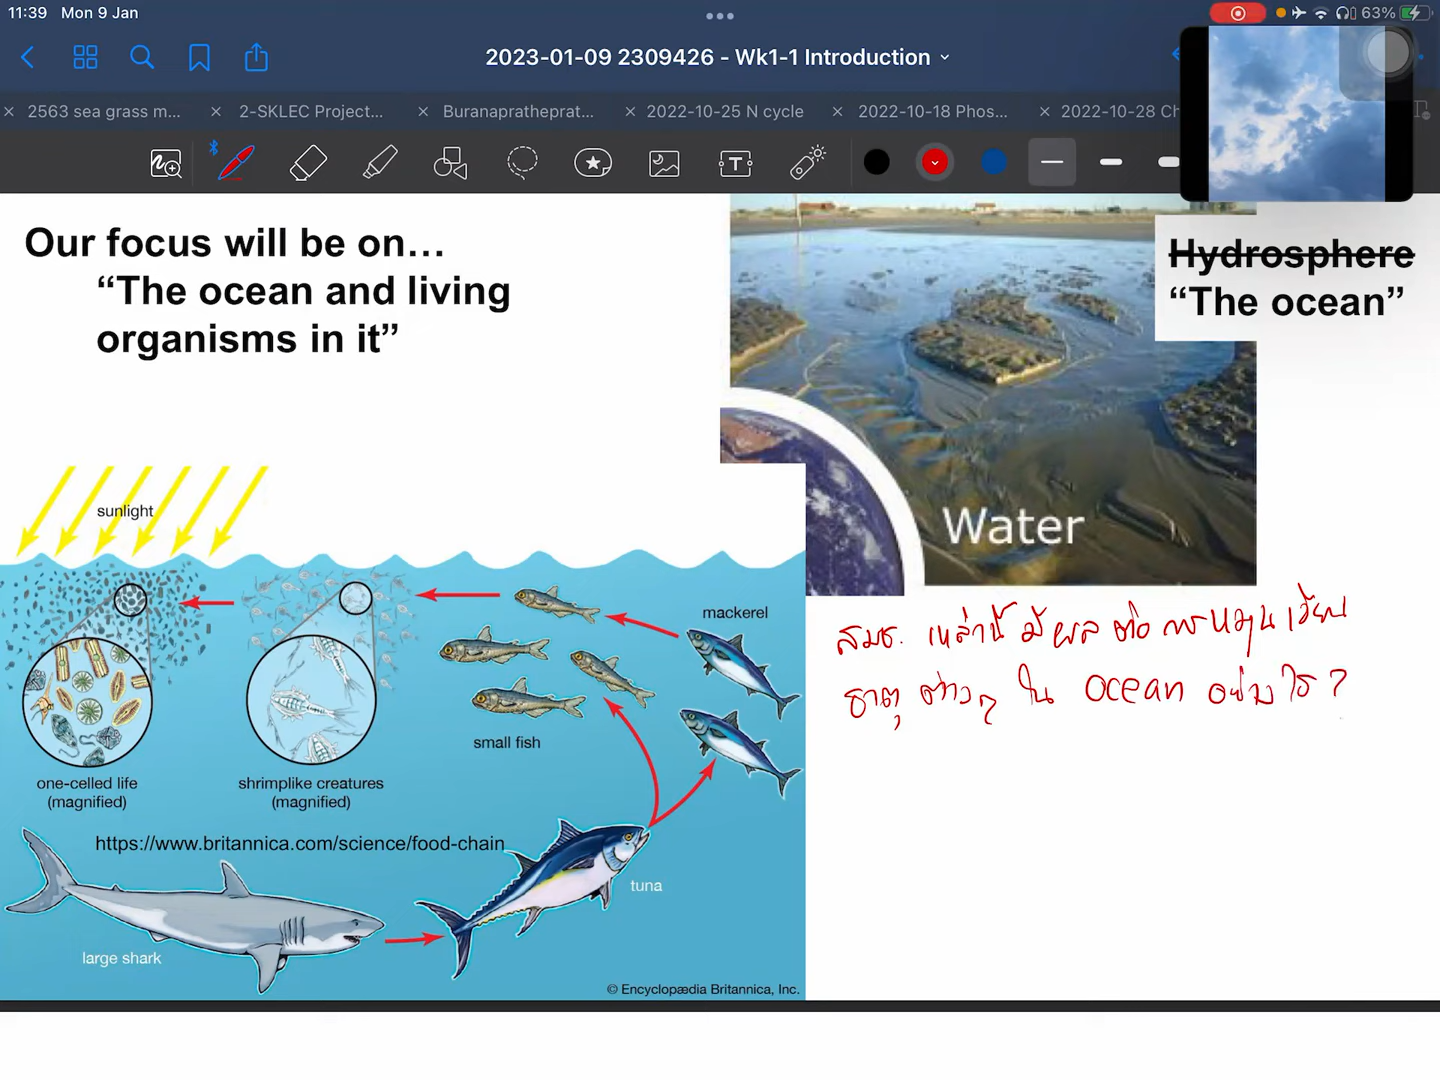 11:39 Mon 9 Jan
63%
2023-01-09 2309426 - Wk1-1 Introduction
2563 sea grass m...
2-SKLEC Project...
Buranapratheprat...
2022-10-25 N cycle
2022-10-18 Phos...
2022-10-28 Ch
Our focus will be on...
“The ocean and living
organisms in it”
Hydrosphere
“The ocean”
Water
สมช. เหล่านี้ มีผล ต่อ การหมุนเวียน
ธาตุ ต่างๆ ใน ocean อย่างไร?
sunlight
mackerel
small fish
one-celled life
(magnified)
shrimplike creatures
(magnified)
https://www.britannica.com/science/food-chain
tuna
large shark
© Encyclopædia Britannica, Inc.